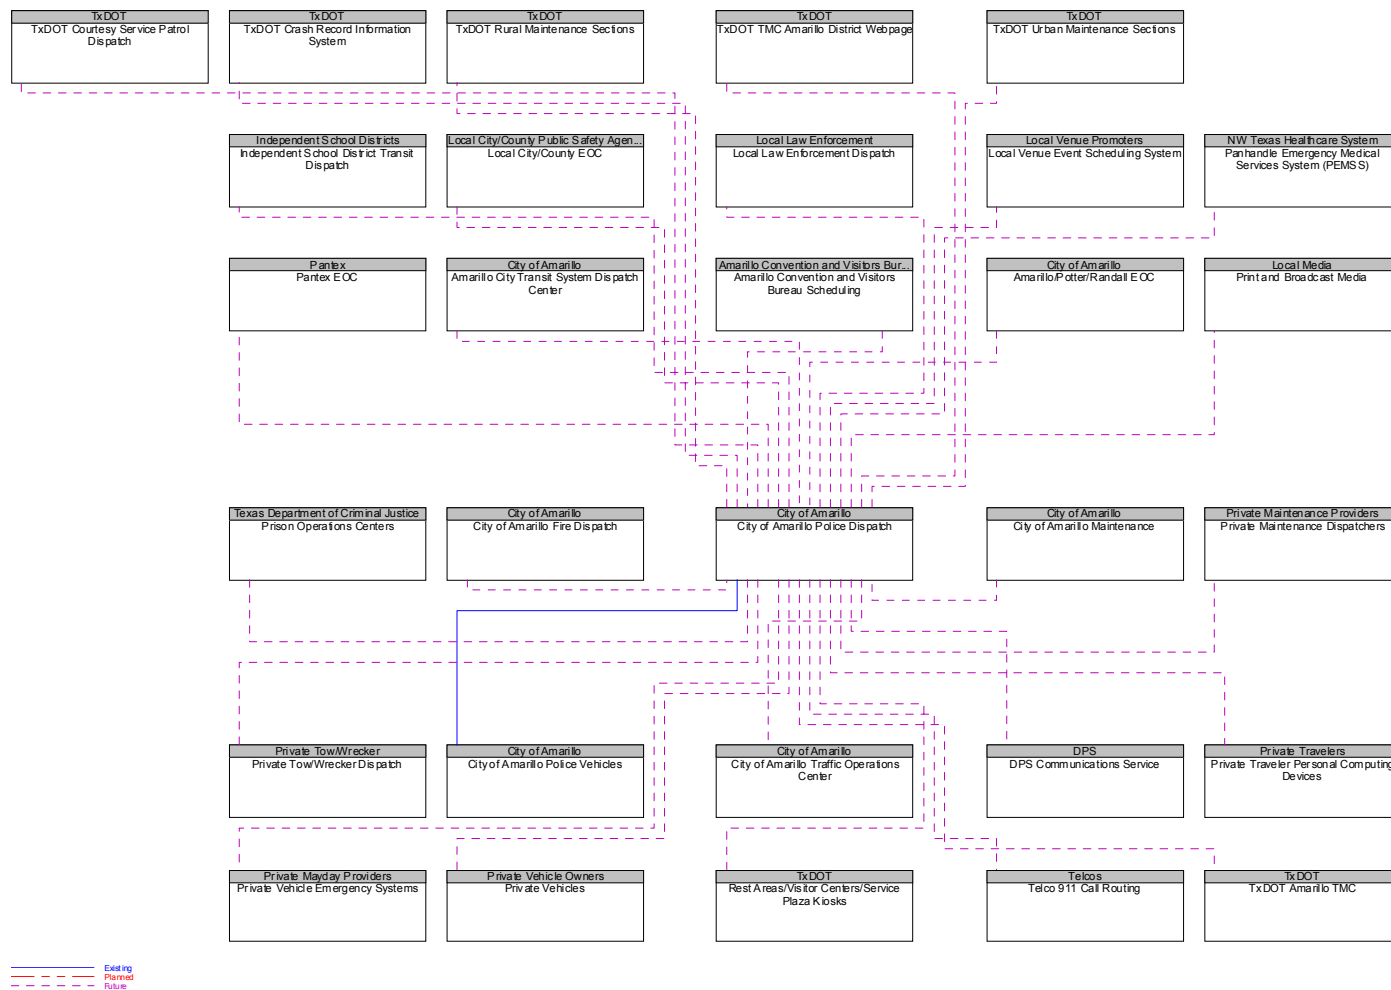 TxDOT
TxDOT Courtesy Service Patrol
Dispatch
TxDOT
TxDOT Crash Record Information
System
TxDOT
TxDOT Rural Maintenance Sections
TxDOT
TxDOT TMC Amarillo District Webpage
TxDOT
TxDOT Urban Maintenance Sections
Independent School Districts
Independent School District Transit
Dispatch
Local City/County Public Safety Agen...
Local City/County EOC
Local Law Enforcement
Local Law Enforcement Dispatch
Local Venue Promoters
Local Venue Event Scheduling System
NW Texas Healthcare System
Panhandle Emergency Medical
Services System (PEMSS)
Pantex
Pantex EOC
City of Amarillo
Amarillo City Transit System Dispatch
Center
Amarillo Convention and Visitors Bur...
Amarillo Convention and Visitors
Bureau Scheduling
City of Amarillo
Amarillo/Potter/Randall EOC
Local Media
Print and Broadcast Media
Texas Department of Criminal Justice
Prison Operations Centers
City of Amarillo
City of Amarillo Fire Dispatch
City of Amarillo
City of Amarillo Police Dispatch
City of Amarillo
City of Amarillo Maintenance
Private Maintenance Providers
Private Maintenance Dispatchers
Private Tow/Wrecker
Private Tow/Wrecker Dispatch
City of Amarillo
City of Amarillo Police Vehicles
City of Amarillo
City of Amarillo Traffic Operations
Center
DPS
DPS Communications Service
Private Travelers
Private Traveler Personal Computing
Devices
Private Mayday Providers
Private Vehicle Emergency Systems
Private Vehicle Owners
Private Vehicles
TxDOT
Rest Areas/Visitor Centers/Service
Plaza Kiosks
Telcos
Telco 911 Call Routing
TxDOT
TxDOT Amarillo TMC
Existing
Planned
Future